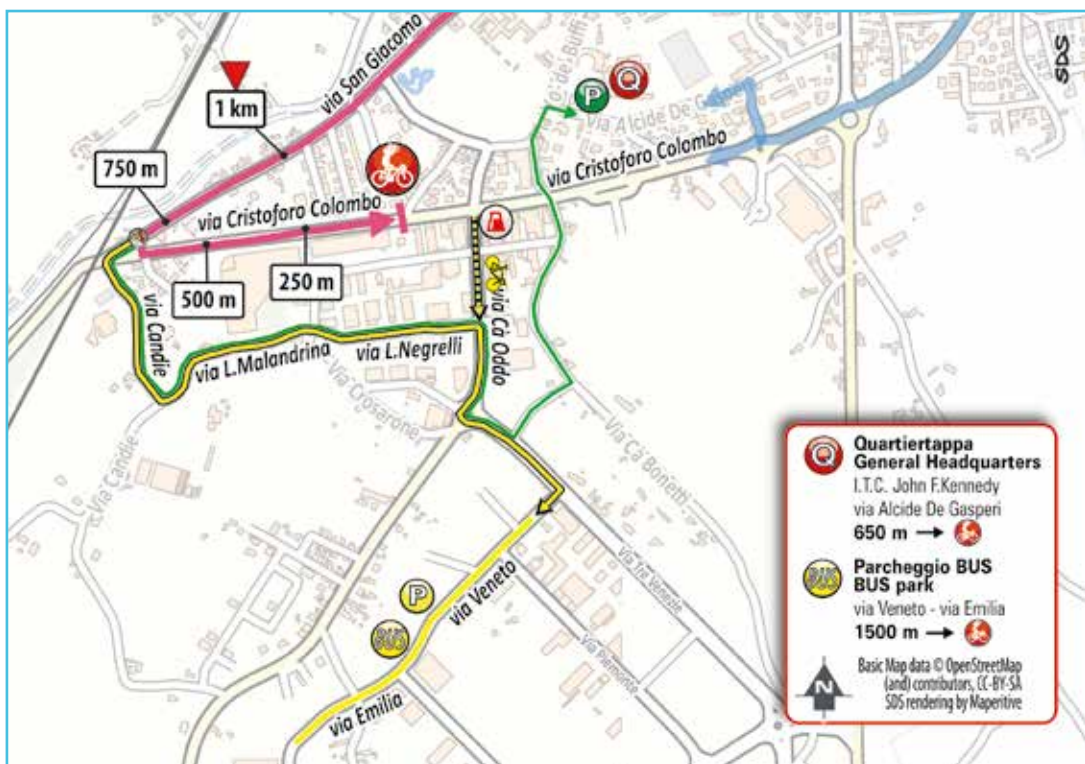 via San Giacomo
1 km
750 m
via Cristoforo Colombo
500 m
250 m
P
Q
via Alcide De G
via Cristoforo Colombo
SDS
via Candie
via L.Malandrina
via L.Negrelli
via Cà Oddo
Via Crosarone
Via Candie
Via Cà Bonetti
via Veneto
Via Tre Venezie
Via Piemonte
P
BUS
via Emilia
Q
Quartiertappa
General Headquarters
I.T.C. John F.Kennedy
via Alcide De Gasperi
650 m
BUS
Parcheggio BUS
BUS park
via Veneto - via Emilia
1500 m
N
Basic Map data © OpenStreetMap
(and) contributors, CC-BY-SA
SDS rendering by Maperitive